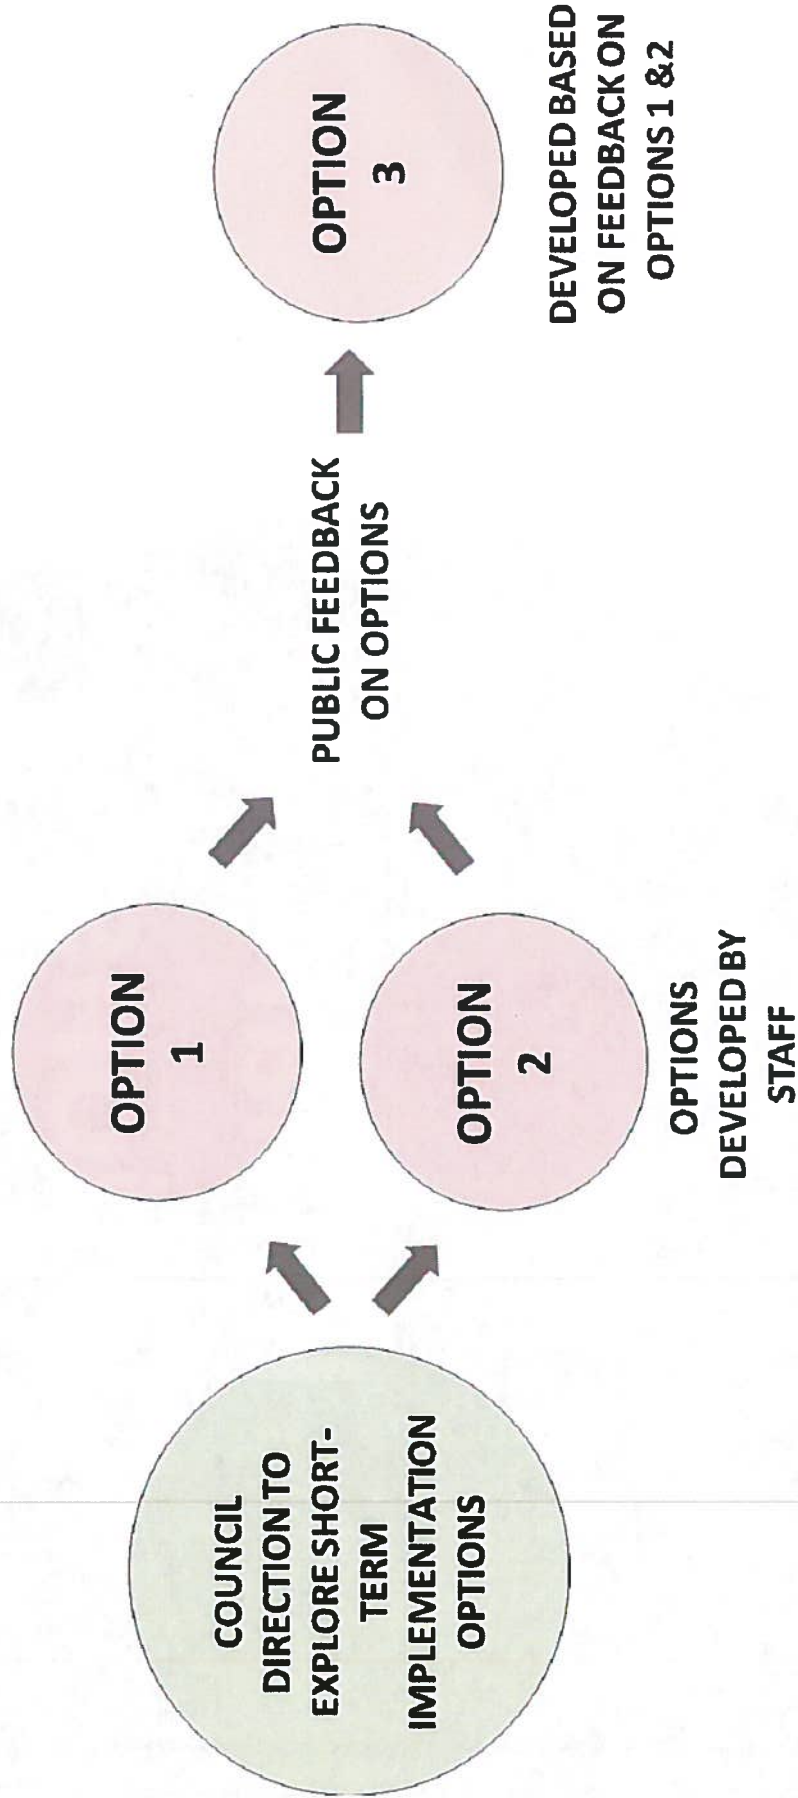 COUNCIL
DIRECTION TO
EXPLORE SHORT-
TERM
IMPLEMENTATION
OPTIONS
OPTION
1
OPTION
2
OPTIONS
DEVELOPED BY
STAFF
PUBLIC FEEDBACK
ON OPTIONS
OPTION
3
DEVELOPED BASED
ON FEEDBACK ON
OPTIONS 1 &2